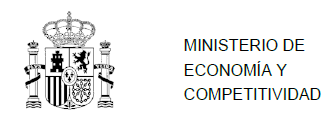 MINISTERIO DE
ECONOMÍA Y
COMPETITIVIDAD